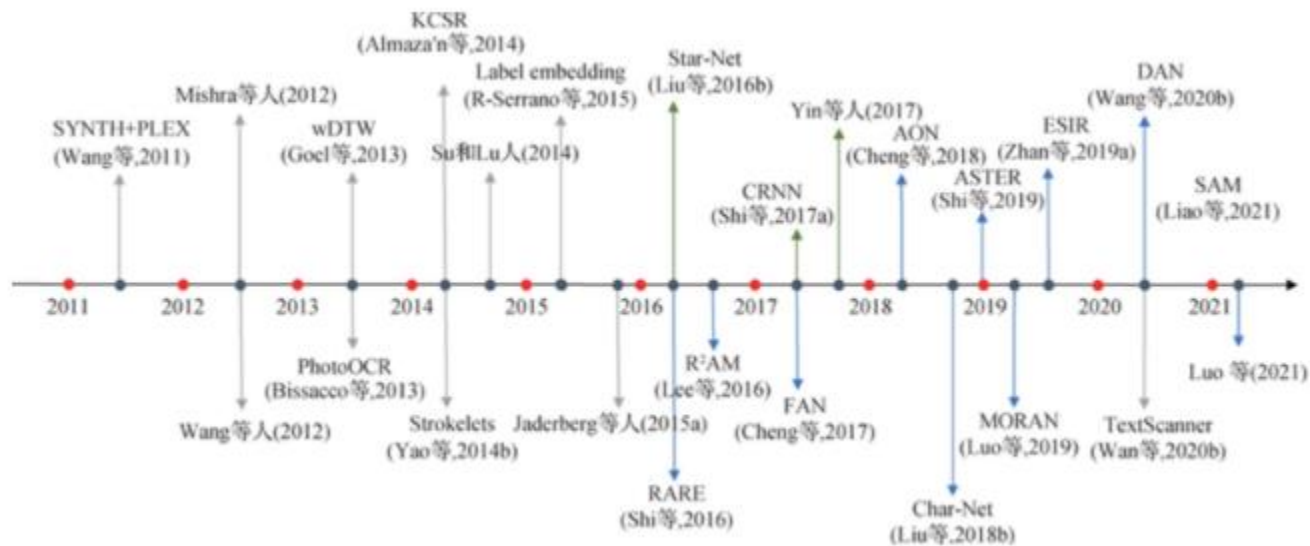 KCSR
(Almaza'n等,2014)
Label embedding
(R-Serrano等,2015)
Star-Net
(Liu等,2016b)
DAN
(Wang等,2020b)
Mishra等人(2012)
Yin等人(2017)
SYNTH+PLEX
(Wang等,2011)
wDTW
(Goel等,2013)
Su和Lu人(2014)
AON
(Cheng等,2018)
ESIR
(Zhan等,2019a)
CRNN
(Shi等,2017a)
ASTER
(Shi等,2019)
SAM
(Liao等,2021)
2011
2012
2013
2014
2015
2016
2017
2018
2019
2020
2021
PhotoOCR
(Bissacco等,2013)
R²AM
(Lee等,2016)
Luo 等(2021)
Wang等人(2012)
Strokelets
(Yao等,2014b)
Jaderberg等人(2015a)
FAN
(Cheng等,2017)
MORAN
(Luo等,2019)
TextScanner
(Wan等,2020b)
RARE
(Shi等,2016)
Char-Net
(Liu等,2018b)